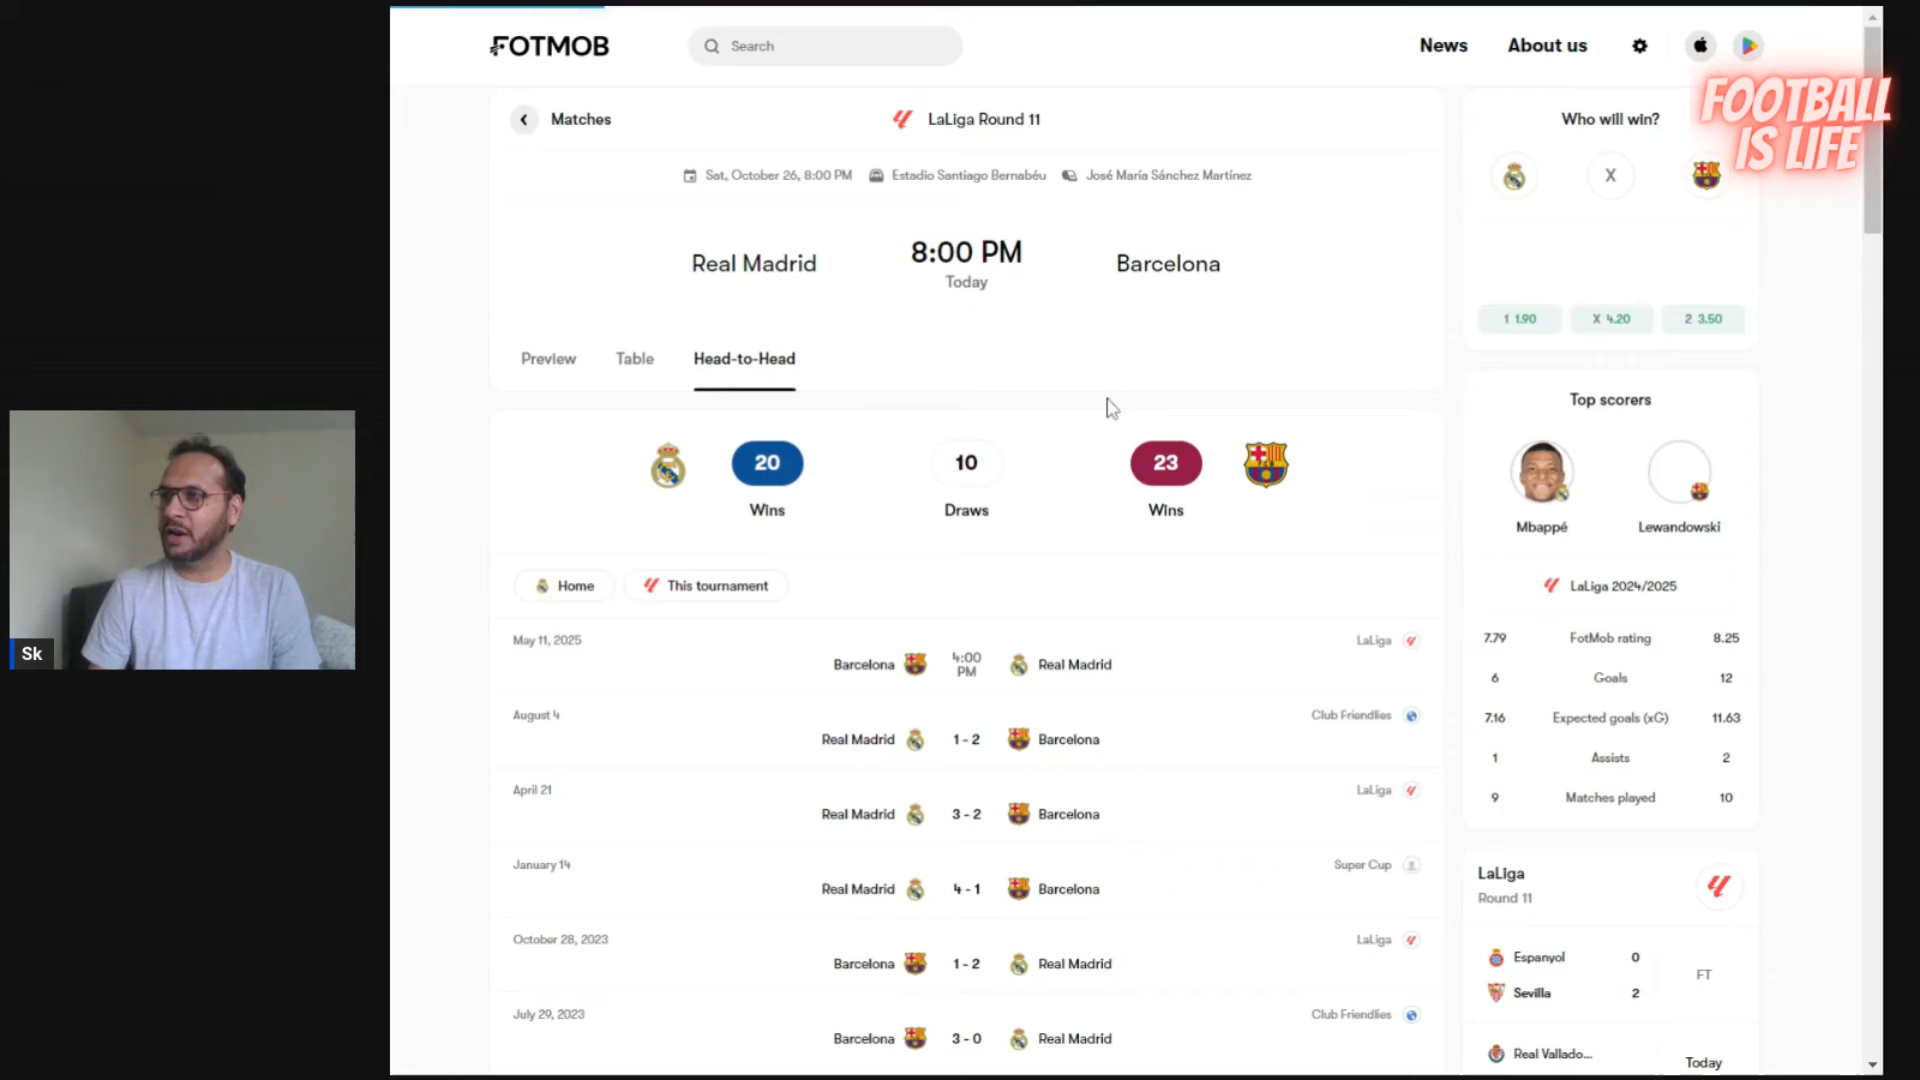 FOTMOB
Search
News
About us
FOOTBALL
IS LIFE
Matches
LaLiga Round 11
Sat, October 26, 8:00 PM
Estadio Santiago Bernabéu
José María Sánchez Martínez
Real Madrid
8:00 PM
Today
Barcelona
Preview
Table
Head-to-Head
20
10
23
Wins
Draws
Wins
Home
This tournament
May 11, 2025
LaLiga
Barcelona
4:00
PM
Real Madrid
August 4
Club Friendlies
Real Madrid
1 - 2
Barcelona
April 21
LaLiga
Real Madrid
3 - 2
Barcelona
January 14
Super Cup
Real Madrid
4 - 1
Barcelona
October 28, 2023
LaLiga
Barcelona
1 - 2
Real Madrid
July 29, 2023
Club Friendlies
Barcelona
3 - 0
Real Madrid
Who will win?
X
1 1.90
X 4.20
2 3.50
Top scorers
Mbappé
Lewandowski
LaLiga 2024/2025
7.79 FotMob rating 8.25
6 Goals 12
7.16 Expected goals (xG) 11.63
1 Assists 2
9 Matches played 10
LaLiga
Round 11
Espanyol 0
FT
Sevilla 2
Real Vallado...
Today
Sk